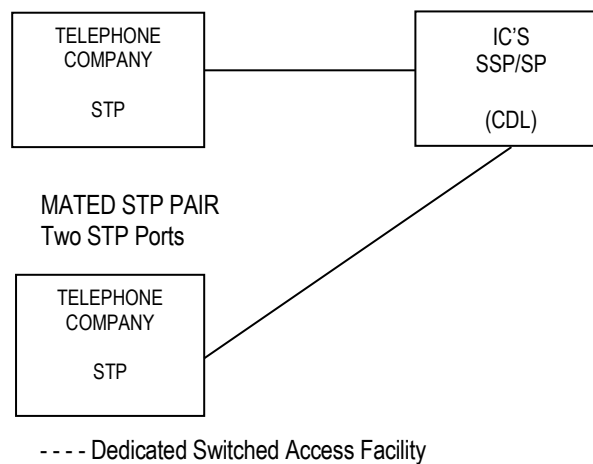 TELEPHONE
COMPANY
STP
IC'S
SSP/SP
(CDL)
MATED STP PAIR
Two STP Ports
TELEPHONE
COMPANY
STP
- - - - Dedicated Switched Access Facility